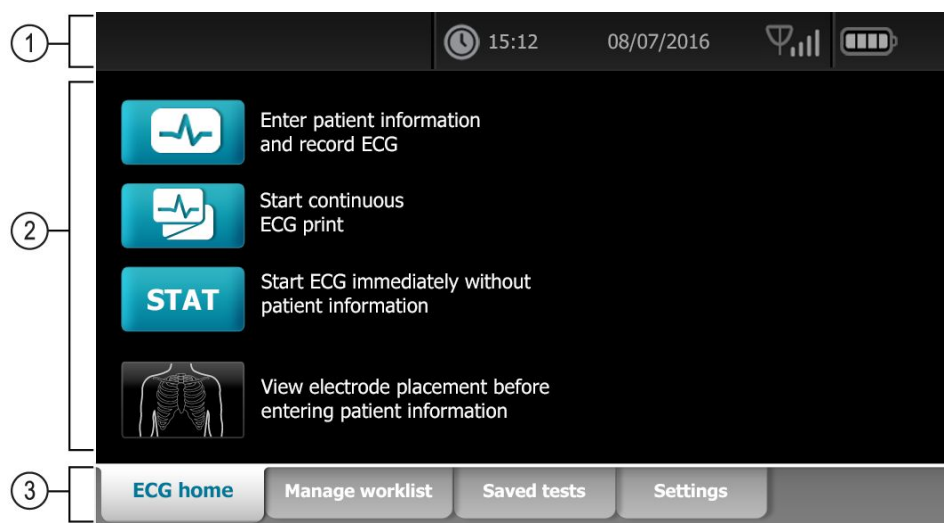 1
15:12
08/07/2016
2
Enter patient information
and record ECG
Start continuous
ECG print
STAT
Start ECG immediately without
patient information
View electrode placement before
entering patient information
3
ECG home
Manage worklist
Saved tests
Settings